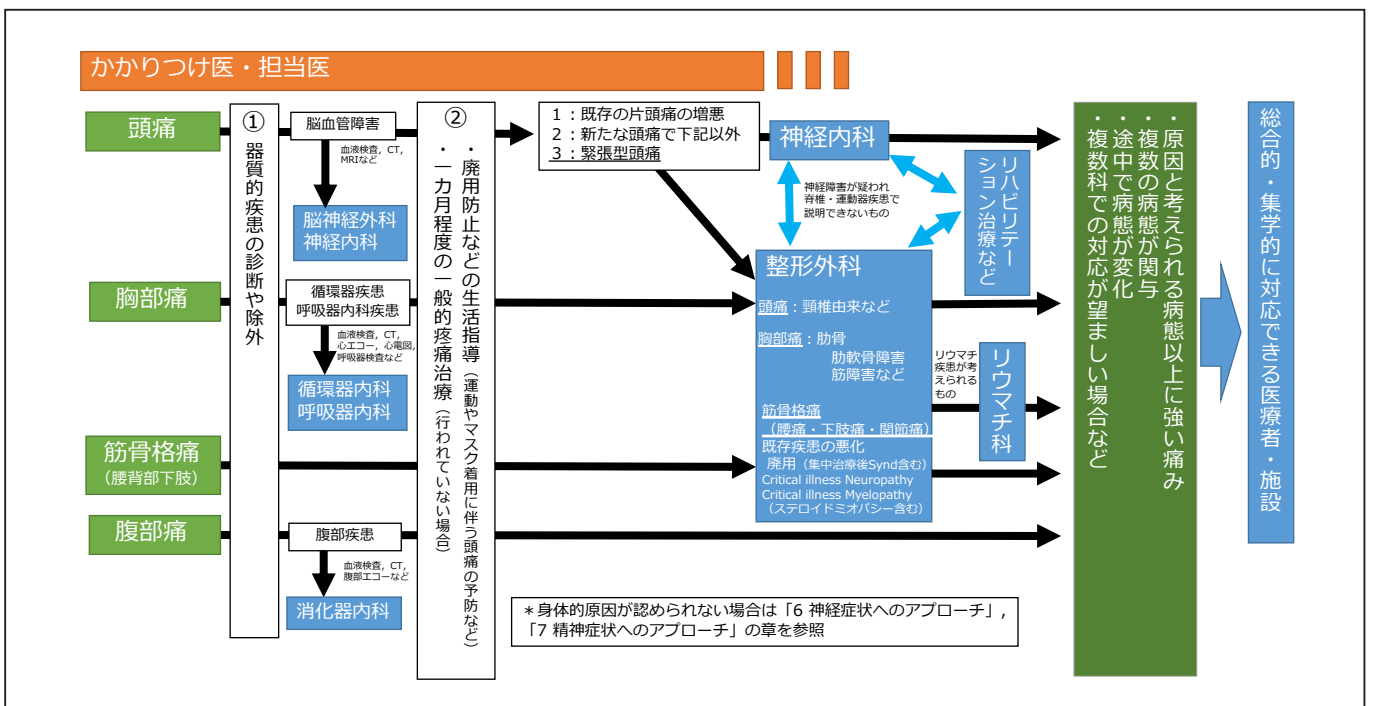 かかりつけ医・担当医
頭痛
胸部痛
筋骨格痛
（腰背部下肢）
腹部痛
①
器質的疾患の診断や除外
脳血管障害
血液検査，CT，
MRIなど
脳神経外科
神経内科
循環器疾患
呼吸器内科疾患
血液検査，CT，
心エコー，心電図，
呼吸器検査など
循環器内科
呼吸器内科
腹部疾患
血液検査，CT，
腹部エコーなど
消化器内科
②
・廃用防止などの生活指導（運動やマスク着用に伴う頭痛の予防など）
・一カ月程度の一般的疼痛治療（行われていない場合）
1：既存の片頭痛の増悪
2：新たな頭痛で下記以外
3：緊張型頭痛
神経内科
神経障害が疑われ
脊椎・運動器疾患で
説明できないもの
リハビリテー
ション治療など
整形外科
頭痛：頸椎由来など
胸部痛：肋骨
肋軟骨障害
筋障害など
筋骨格痛
（腰痛・下肢痛・関節痛）
既存疾患の悪化
廃用（集中治療後Synd含む）
Critical illness Neuropathy
Critical illness Myelopathy
（ステロイドミオパシー含む）
リウマチ
疾患が考
えられる
もの
リウマチ科
・原因と考えられる病態以上に強い痛み
・複数の病態が関与
・途中で病態が変化
・複数科での対応が望ましい場合など
総合的・集学的に対応できる医療者・施設
＊身体的原因が認められない場合は「6 神経症状へのアプローチ」，
「7 精神症状へのアプローチ」の章を参照